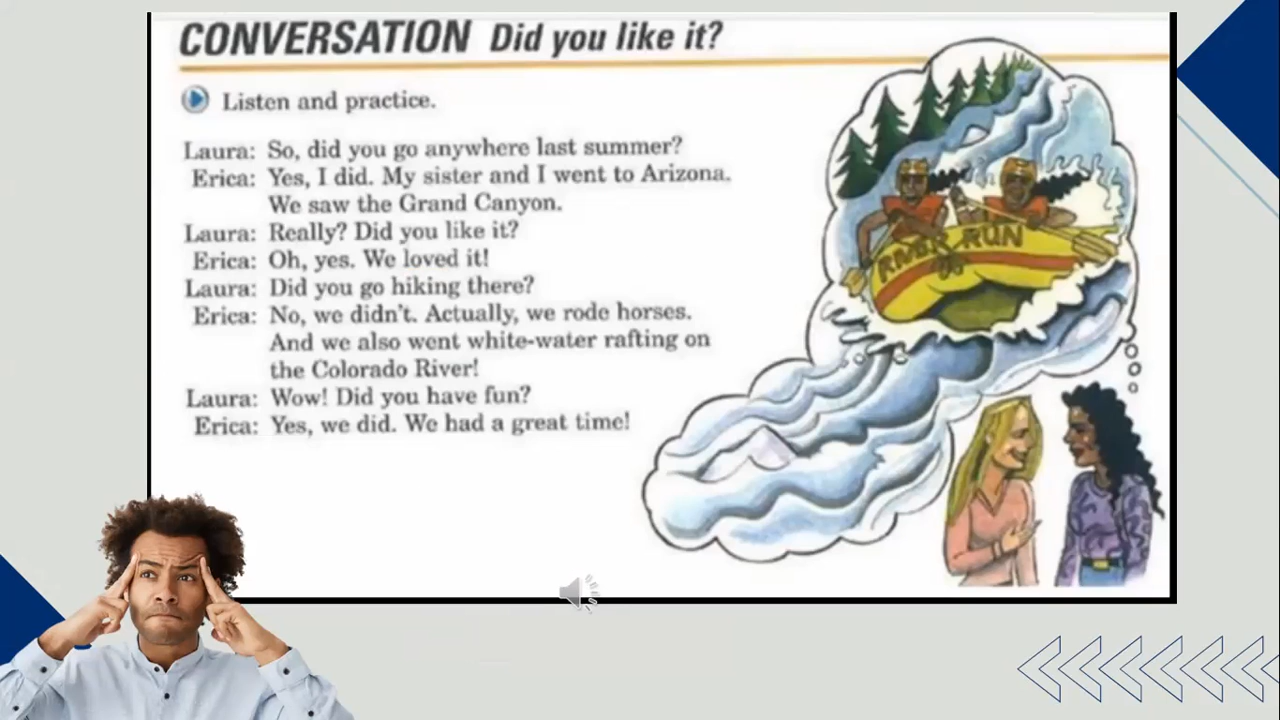 CONVERSATION Did you like it?
Listen and practice.
Laura: So, did you go anywhere last summer?
Erica: Yes, I did. My sister and I went to Arizona.
We saw the Grand Canyon.
Laura: Really? Did you like it?
Erica: Oh, yes. We loved it!
Laura: Did you go hiking there?
Erica: No, we didn't. Actually, we rode horses.
And we also went white-water rafting on
the Colorado River!
Laura: Wow! Did you have fun?
Erica: Yes, we did. We had a great time!
RIVER RUN